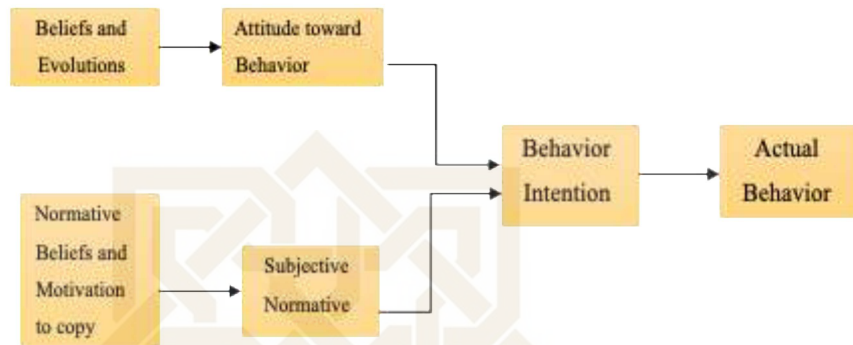 Beliefs and
Evolutions
Attitude toward
Behavior
Behavior
Intention
Actual
Behavior
Normative
Beliefs and
Motivation
to copy
Subjective
Normative